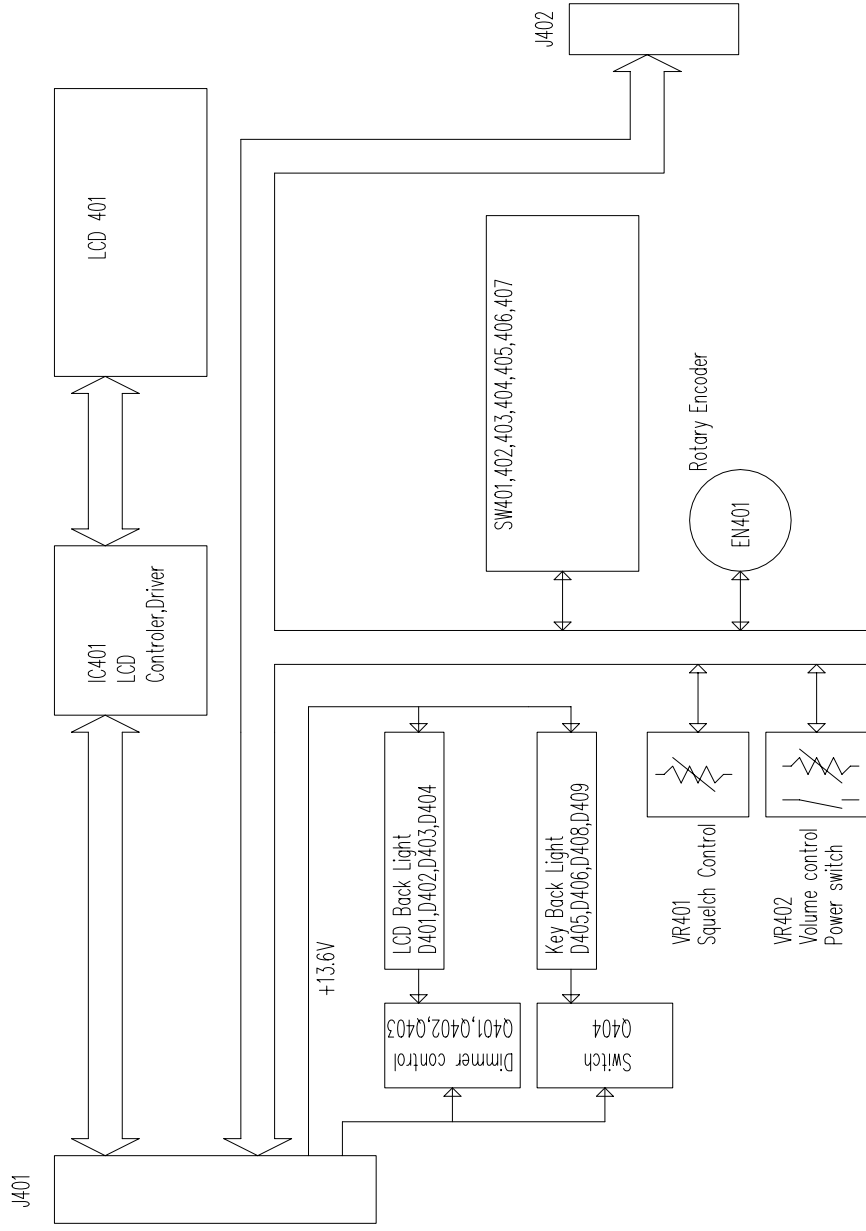 J401
IC401
LCD
Controler,Driver
LCD 401
J402
+13.6V
LCD Back Light
D401,D402,D403,D404
Dimmer control
Q401,Q402,Q403
Key Back Light
D405,D406,D408,D409
Switch
Q404
SW401,402,403,404,405,406,407
Rotary Encoder
EN401
VR401
Squelch Control
VR402
Volume control
Power switch